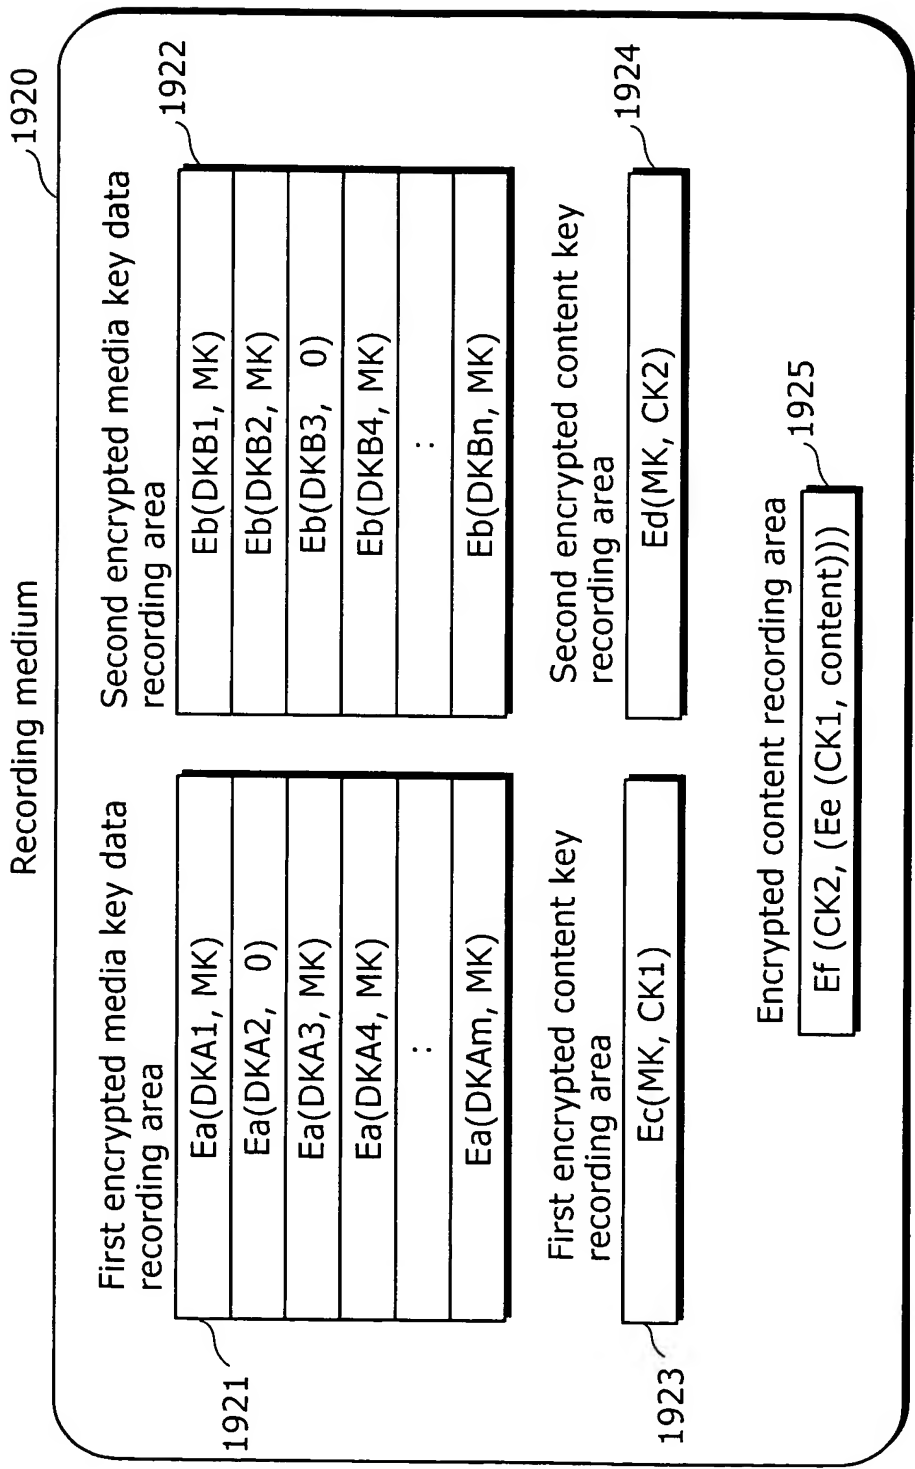 Recording medium
1920
First encrypted media key data
recording area
1921
Ea(DKA1, MK)
Ea(DKA2, 0)
Ea(DKA3, MK)
Ea(DKA4, MK)
:
Ea(DKAm, MK)
Second encrypted media key data
recording area
1922
Eb(DKB1, MK)
Eb(DKB2, MK)
Eb(DKB3, 0)
Eb(DKB4, MK)
:
Eb(DKBn, MK)
First encrypted content key
recording area
1923
Ec(MK, CK1)
Second encrypted content key
recording area
1924
Ed(MK, CK2)
Encrypted content recording area
1925
Ef (CK2, (Ee (CK1, content))))